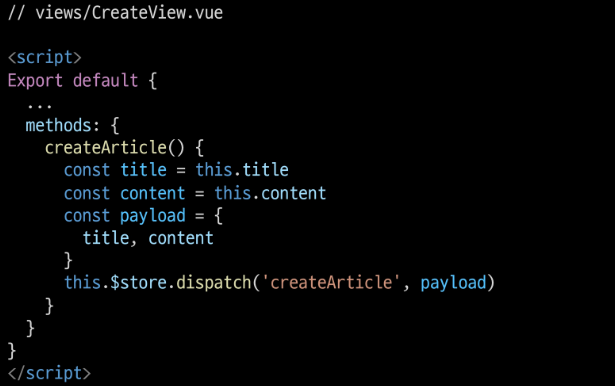 // views/CreateView.vue

<script>
Export default {
  ...
  methods: {
    createArticle() {
      const title = this.title
      const content = this.content
      const payload = {
        title, content
      }
      this.$store.dispatch('createArticle', payload)
    }
  }
}
</script>